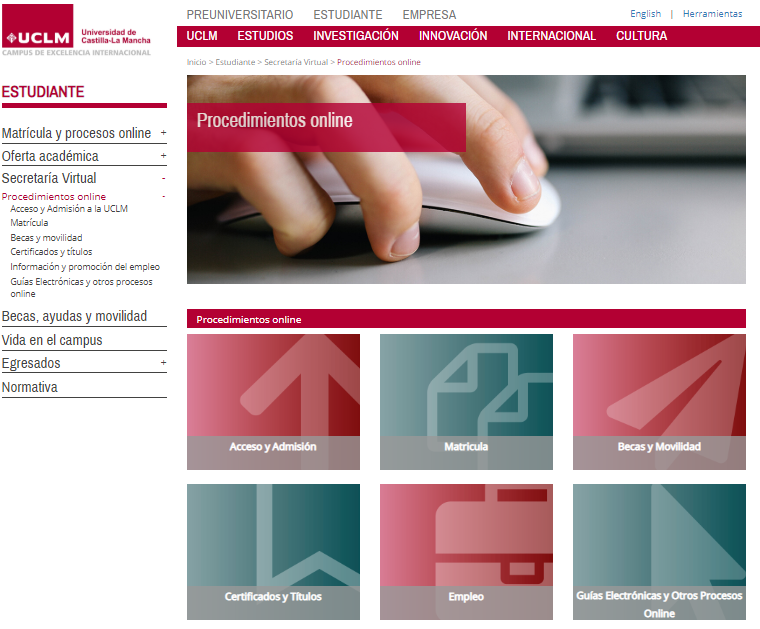 UCLM
Universidad de
Castilla-La Mancha
CAMPUS DE EXCELENCIA INTERNACIONAL
PREUNIVERSITARIO ESTUDIANTE EMPRESA
English | Herramientas
UCLM ESTUDIOS INVESTIGACIÓN INNOVACIÓN INTERNACIONAL CULTURA
Inicio > Estudiante > Secretaría Virtual > Procedimientos online
ESTUDIANTE
Matrícula y procesos online +
Oferta académica +
Secretaría Virtual -
Procedimientos online -
Acceso y Admisión a la UCLM
Matrícula
Becas y movilidad
Certificados y títulos
Información y promoción del empleo
Guías Electrónicas y otros procesos
online
Becas, ayudas y movilidad
Vida en el campus
Egresados +
Normativa
Procedimientos online
Procedimientos online
Acceso y Admisión
Matricula
Becas y Movilidad
Certificados y Títulos
Empleo
Guías Electrónicas y Otros Procesos
Online